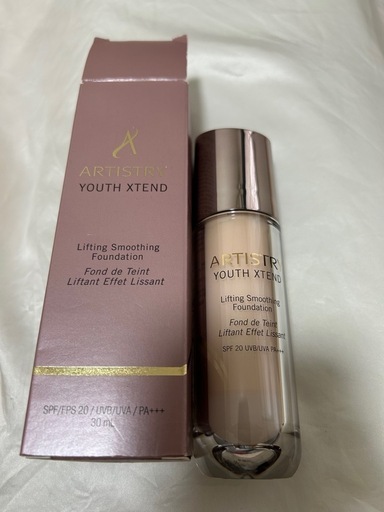 ARTISTRY
YOUTH XTEND
Lifting Smoothing
Foundation
Fond de Teint
Liftant Effet Lissant
SPF/FPS 20 / UVB/UVA / PA+++
30 mL
ARTISTRY
YOUTH XTEND
Lifting Smoothing
Foundation
Fond de Teint
Liftant Effet Lissant
SPF 20 UVB/UVA PA+++